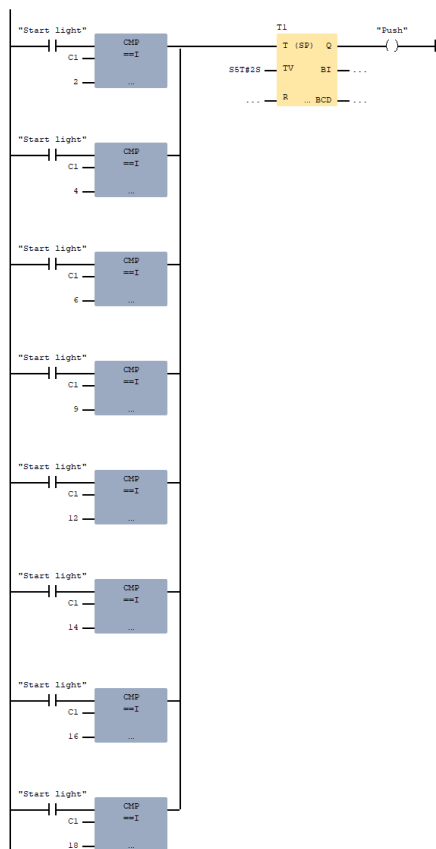 T1
"Start light" CMP T (SP) Q "Push"
C1 ==I S5T#2S TV BI ...
2 ... ... R ... BCD ...
"Start light" CMP
C1 ==I
4 ...
"Start light" CMP
C1 ==I
6 ...
"Start light" CMP
C1 ==I
9 ...
"Start light" CMP
C1 ==I
12 ...
"Start light" CMP
C1 ==I
14 ...
"Start light" CMP
C1 ==I
16 ...
"Start light" CMP
C1 ==I
18 ...